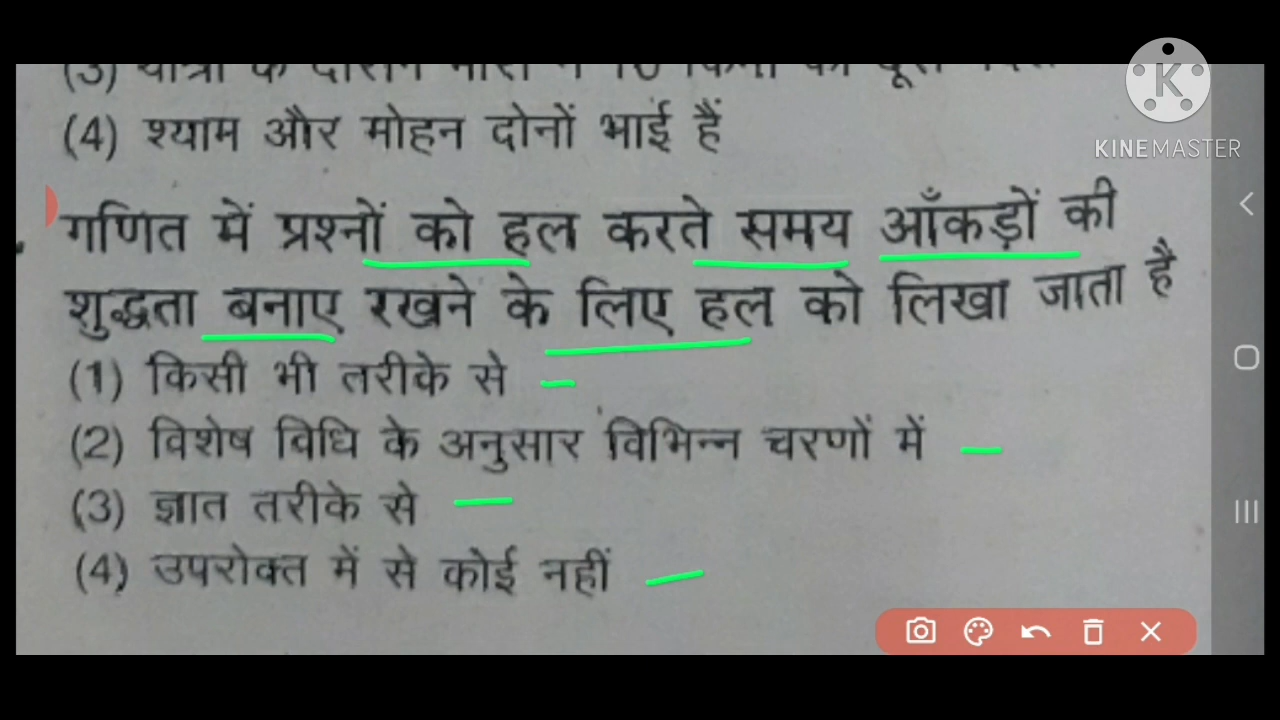 (4) श्याम और मोहन दोनों भाई हैं
गणित में प्रश्नों को हल करते समय आँकड़ों की
शुद्धता बनाए रखने के लिए हल को लिखा जाता है
(1) किसी भी तरीके से
(2) विशेष विधि के अनुसार विभिन्न चरणों में
(3) ज्ञात तरीके से
(4) उपरोक्त में से कोई नहीं
K
KINEMASTER